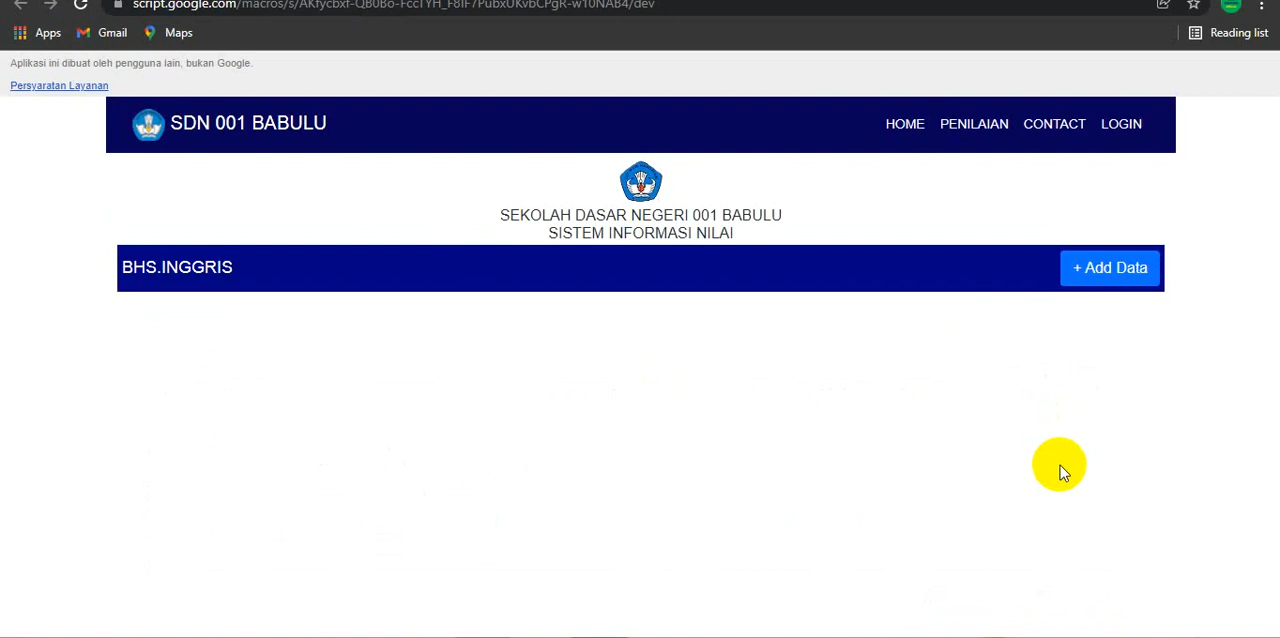 script.google.com/macros/s/
Apps
Gmail
Maps
Reading list
Aplikasi ini dibuat oleh pengguna lain, bukan Google.
Persyaratan Layanan
SDN 001 BABULU
HOME
PENILAIAN
CONTACT
LOGIN
SEKOLAH DASAR NEGERI 001 BABULU
SISTEM INFORMASI NILAI
BHS.INGGRIS
+ Add Data